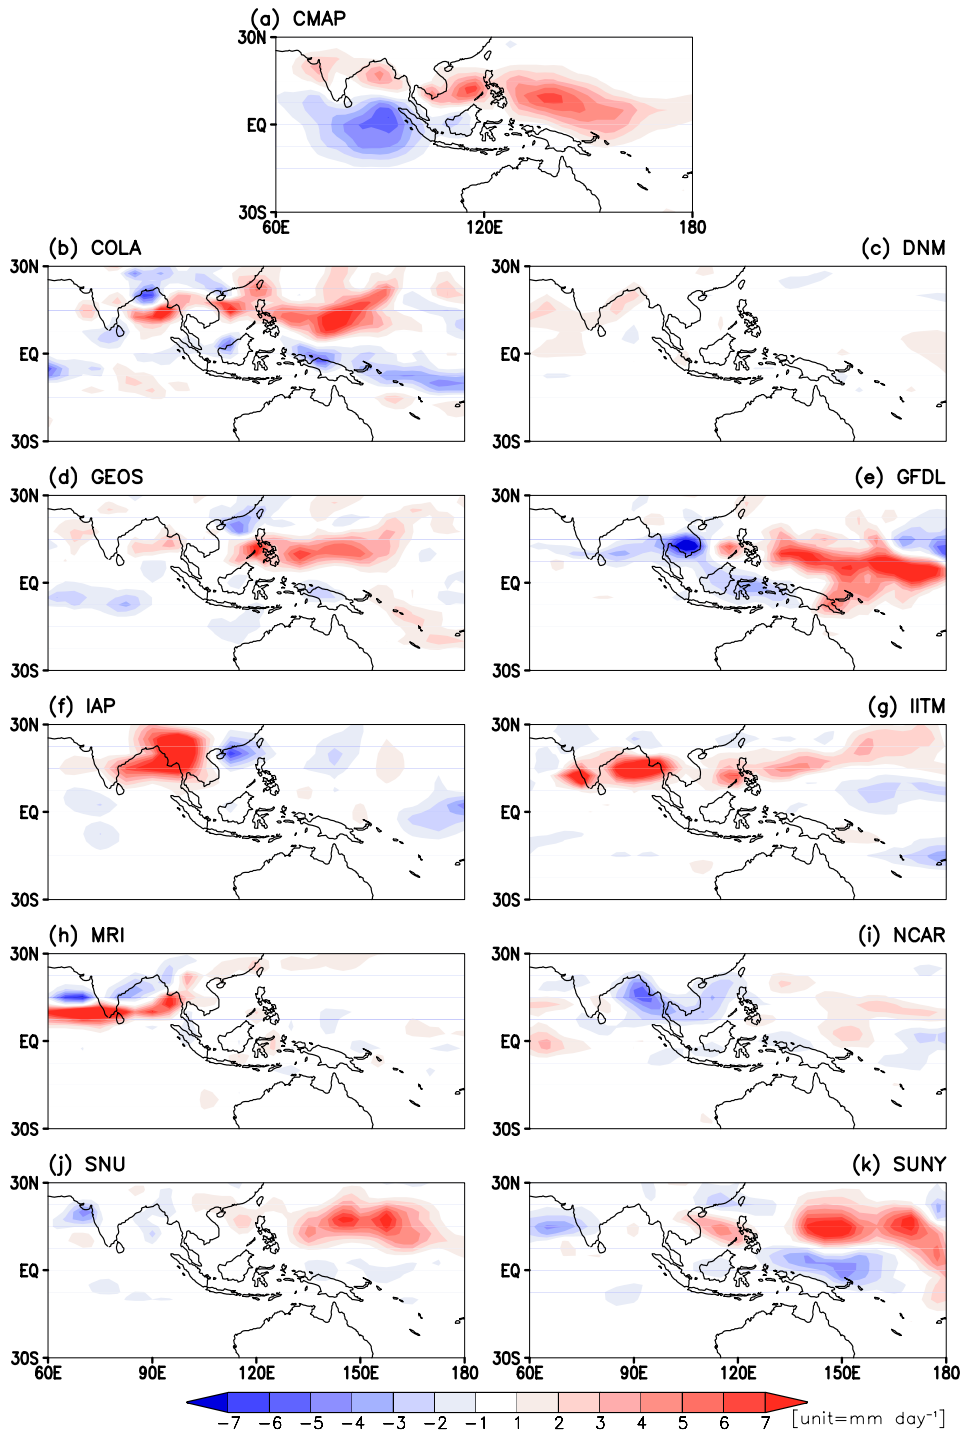 (a) CMAP
30N
EQ
30S
60E 120E 180
(b) COLA
(c) DNM
30N
EQ
30S
30N
EQ
30S
(d) GEOS
(e) GFDL
30N
EQ
30S
30N
EQ
30S
(f) IAP
(g) IITM
30N
EQ
30S
30N
EQ
30S
(h) MRI
(i) NCAR
30N
EQ
30S
30N
EQ
30S
(j) SNU
(k) SUNY
30N
EQ
30S
30N
EQ
30S
60E 90E 120E 150E 180
60E 90E 120E 150E 180
-7 -6 -5 -4 -3 -2 -1 1 2 3 4 5 6 7 [unit=mm day⁻¹]